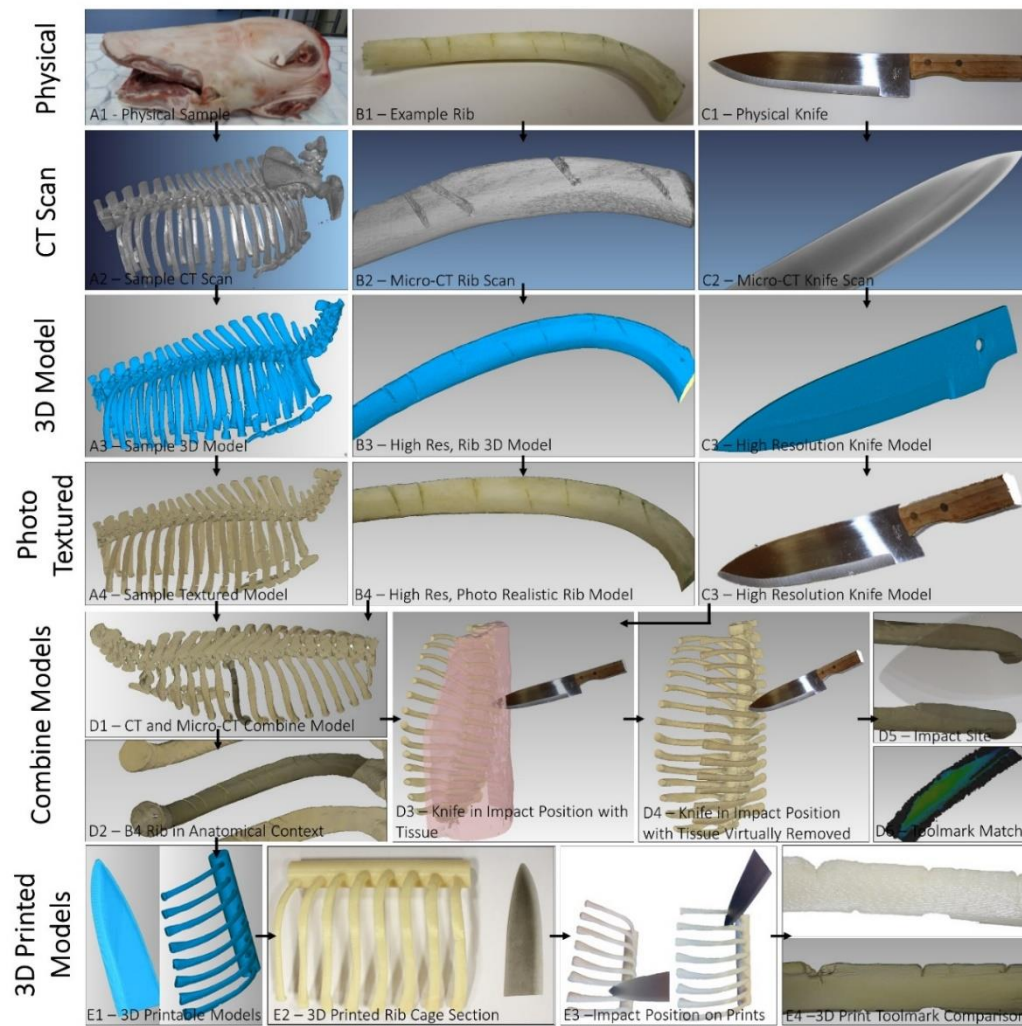 Physical
A1 - Physical Sample
B1 – Example Rib
C1 – Physical Knife
CT Scan
A2 – Sample CT Scan
B2 – Micro-CT Rib Scan
C2 – Micro-CT Knife Scan
3D Model
A3 – Sample 3D Model
B3 – High Res, Rib 3D Model
C3 – High Resolution Knife Model
Photo
Textured
A4 – Sample Textured Model
B4 – High Res, Photo Realistic Rib Model
C3 – High Resolution Knife Model
Combine Models
D1 – CT and Micro-CT Combine Model
D2 – B4 Rib in Anatomical Context
D3 – Knife in Impact Position with
Tissue
D4 – Knife in Impact Position
with Tissue Virtually Removed
D5 – Impact Site
D6 – Toolmark Match
3D Printed
Models
E1 – 3D Printable Models
E2 – 3D Printed Rib Cage Section
E3 –Impact Position on Prints
E4 –3D Print Toolmark Comparison